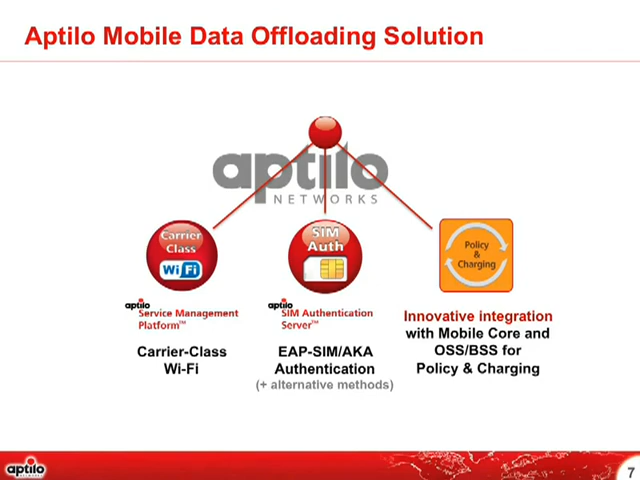 Aptilo Mobile Data Offloading Solution
aptilo
NETWORKS
Carrier
Class
Wi Fi
SIM
Auth
Policy
&
Charging
aptilo
Service Management
Platform™
aptilo
SIM Authentication
Server™
Innovative integration
with Mobile Core and
OSS/BSS for
Policy & Charging
Carrier-Class
Wi-Fi
EAP-SIM/AKA
Authentication
(+ alternative methods)
aptilo
NETWORKS
7